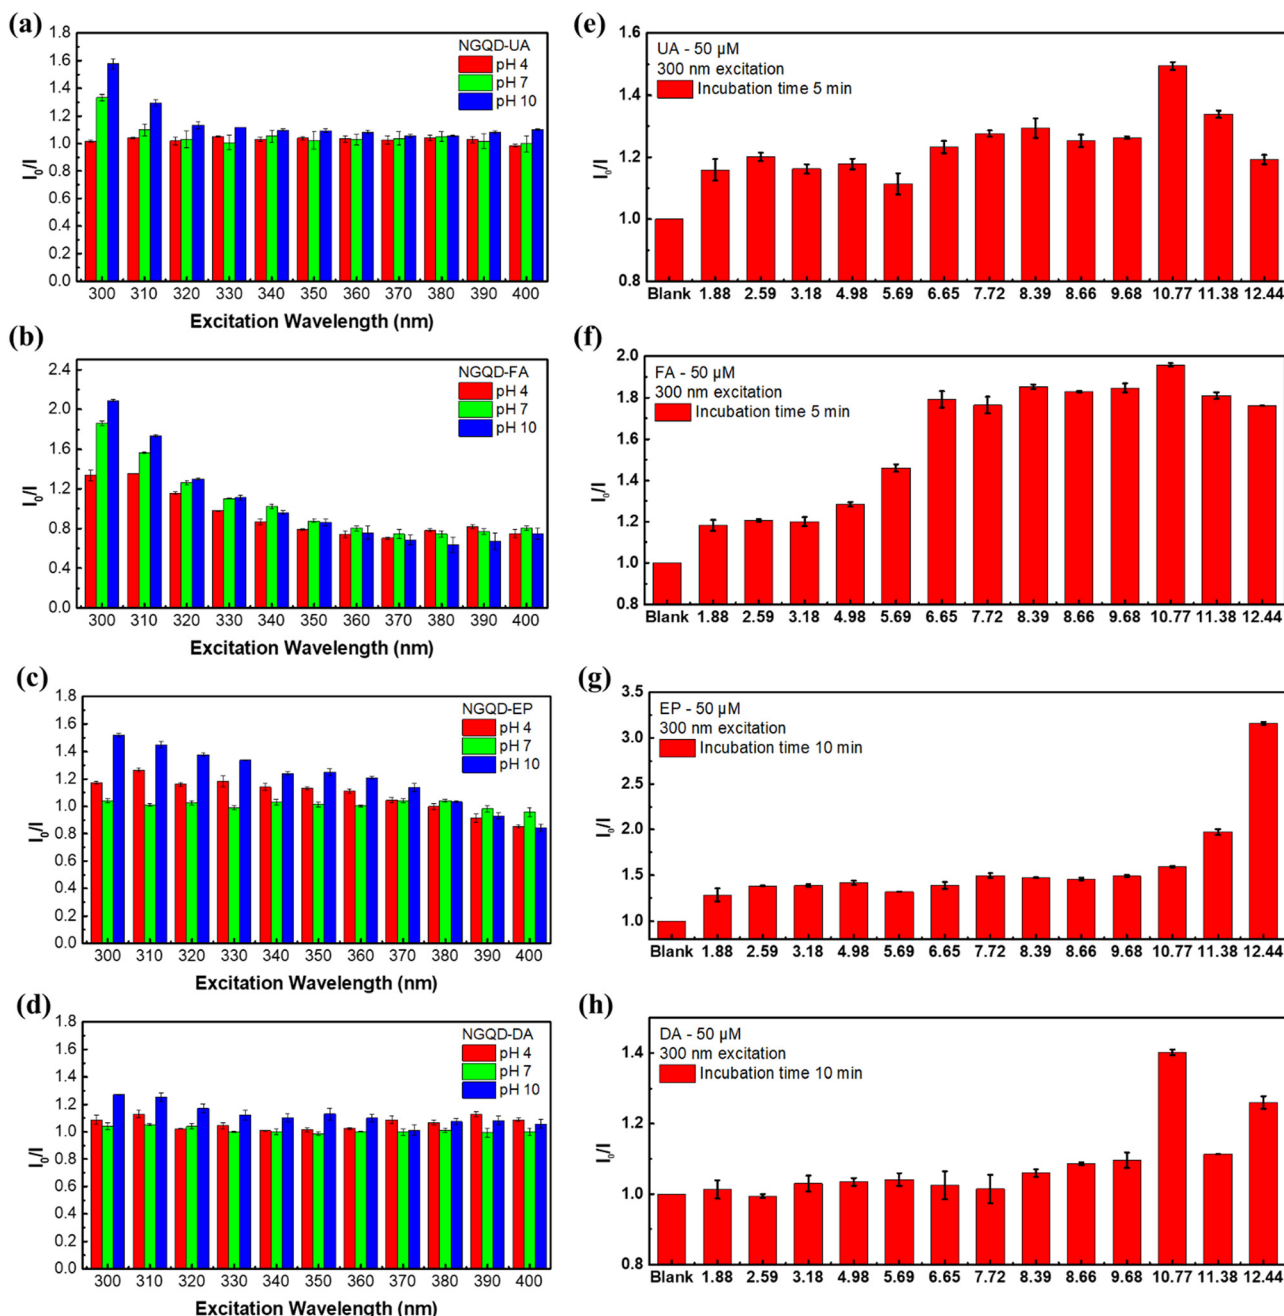 (a)
NGQD-UA
pH 4
pH 7
pH 10
I0/I
1.8
1.6
1.4
1.2
1.0
0.8
0.6
0.4
0.2
0.0
300 310 320 330 340 350 360 370 380 390 400
Excitation Wavelength (nm)
(e)
UA - 50 µM
300 nm excitation
Incubation time 5 min
I0/I
1.6
1.4
1.2
1.0
0.8
Blank 1.88 2.59 3.18 4.98 5.69 6.65 7.72 8.39 8.66 9.68 10.77 11.38 12.44
(b)
NGQD-FA
pH 4
pH 7
pH 10
I0/I
2.4
2.0
1.6
1.2
0.8
0.4
0.0
300 310 320 330 340 350 360 370 380 390 400
Excitation Wavelength (nm)
(f)
FA - 50 µM
300 nm excitation
Incubation time 5 min
I0/I
2.0
1.8
1.6
1.4
1.2
1.0
0.8
Blank 1.88 2.59 3.18 4.98 5.69 6.65 7.72 8.39 8.66 9.68 10.77 11.38 12.44
(c)
NGQD-EP
pH 4
pH 7
pH 10
I0/I
1.8
1.6
1.4
1.2
1.0
0.8
0.6
0.4
0.2
0.0
300 310 320 330 340 350 360 370 380 390 400
Excitation Wavelength (nm)
(g)
EP - 50 µM
300 nm excitation
Incubation time 10 min
I0/I
3.5
3.0
2.5
2.0
1.5
1.0
Blank 1.88 2.59 3.18 4.98 5.69 6.65 7.72 8.39 8.66 9.68 10.77 11.38 12.44
(d)
NGQD-DA
pH 4
pH 7
pH 10
I0/I
1.8
1.6
1.4
1.2
1.0
0.8
0.6
0.4
0.2
0.0
300 310 320 330 340 350 360 370 380 390 400
Excitation Wavelength (nm)
(h)
DA - 50 µM
300 nm excitation
Incubation time 10 min
I0/I
1.4
1.2
1.0
0.8
Blank 1.88 2.59 3.18 4.98 5.69 6.65 7.72 8.39 8.66 9.68 10.77 11.38 12.44